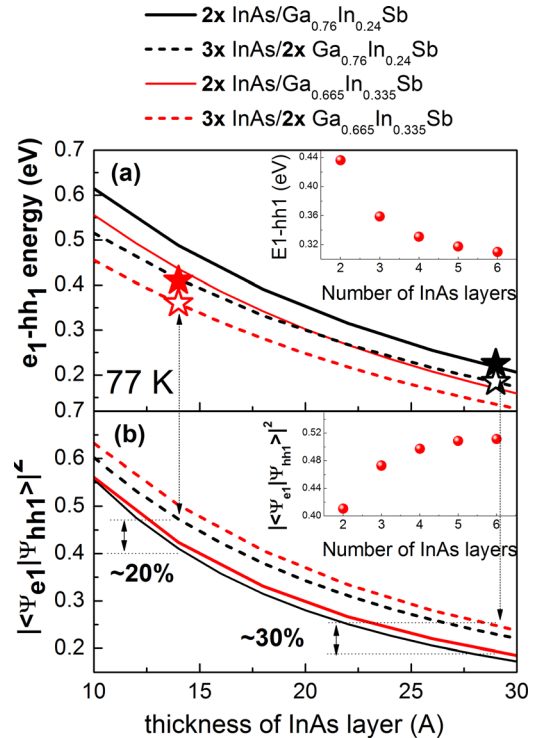 2x InAs/Ga0.76In0.24Sb
3x InAs/2x Ga0.76In0.24Sb
2x InAs/Ga0.665In0.335Sb
3x InAs/2x Ga0.665In0.335Sb
(a)
e1-hh1 energy (eV)
0.7
0.6
0.5
0.4
0.3
0.2
77 K
E1-hh1 (eV)
0.44
0.40
0.36
0.32
2 3 4 5 6
Number of InAs layers
(b)
|<Ψe1|Ψhh1>|²
0.7
0.6
0.5
0.4
0.3
0.2
~20%
~30%
|<Ψe1|Ψhh1>|²
0.52
0.48
0.44
0.40
2 3 4 5 6
Number of InAs layers
10 15 20 25 30
thickness of InAs layer (A)